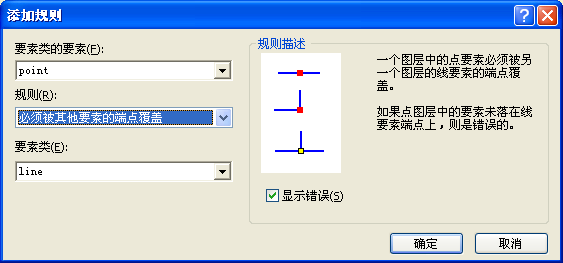 添加规则
要素类的要素(F):
point
规则(R):
必须被其他要素的端点覆盖
要素类(E):
line
规则描述
一个图层中的点要素必须被另
一个图层的线要素的端点覆
盖。
如果点图层中的要素未落在线
要素端点上，则是错误的。
显示错误(S)
确定
取消